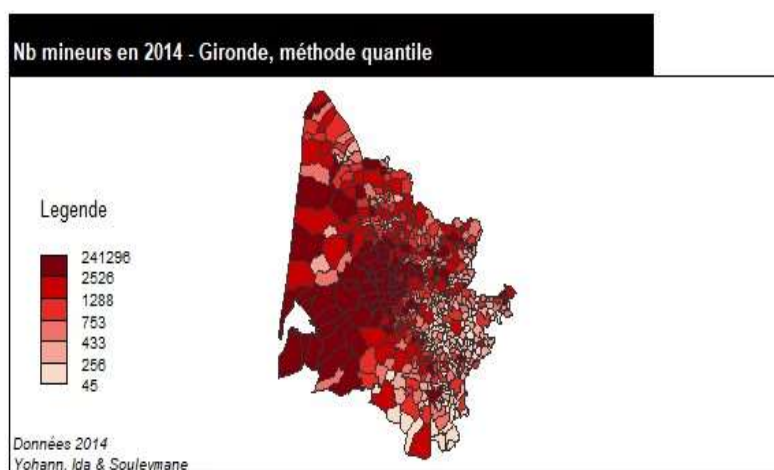 Nb mineurs en 2014 - Gironde, méthode quantile
Legende
241296
2526
1288
753
433
256
45
Données 2014
Yohann, Ida & Souleymane